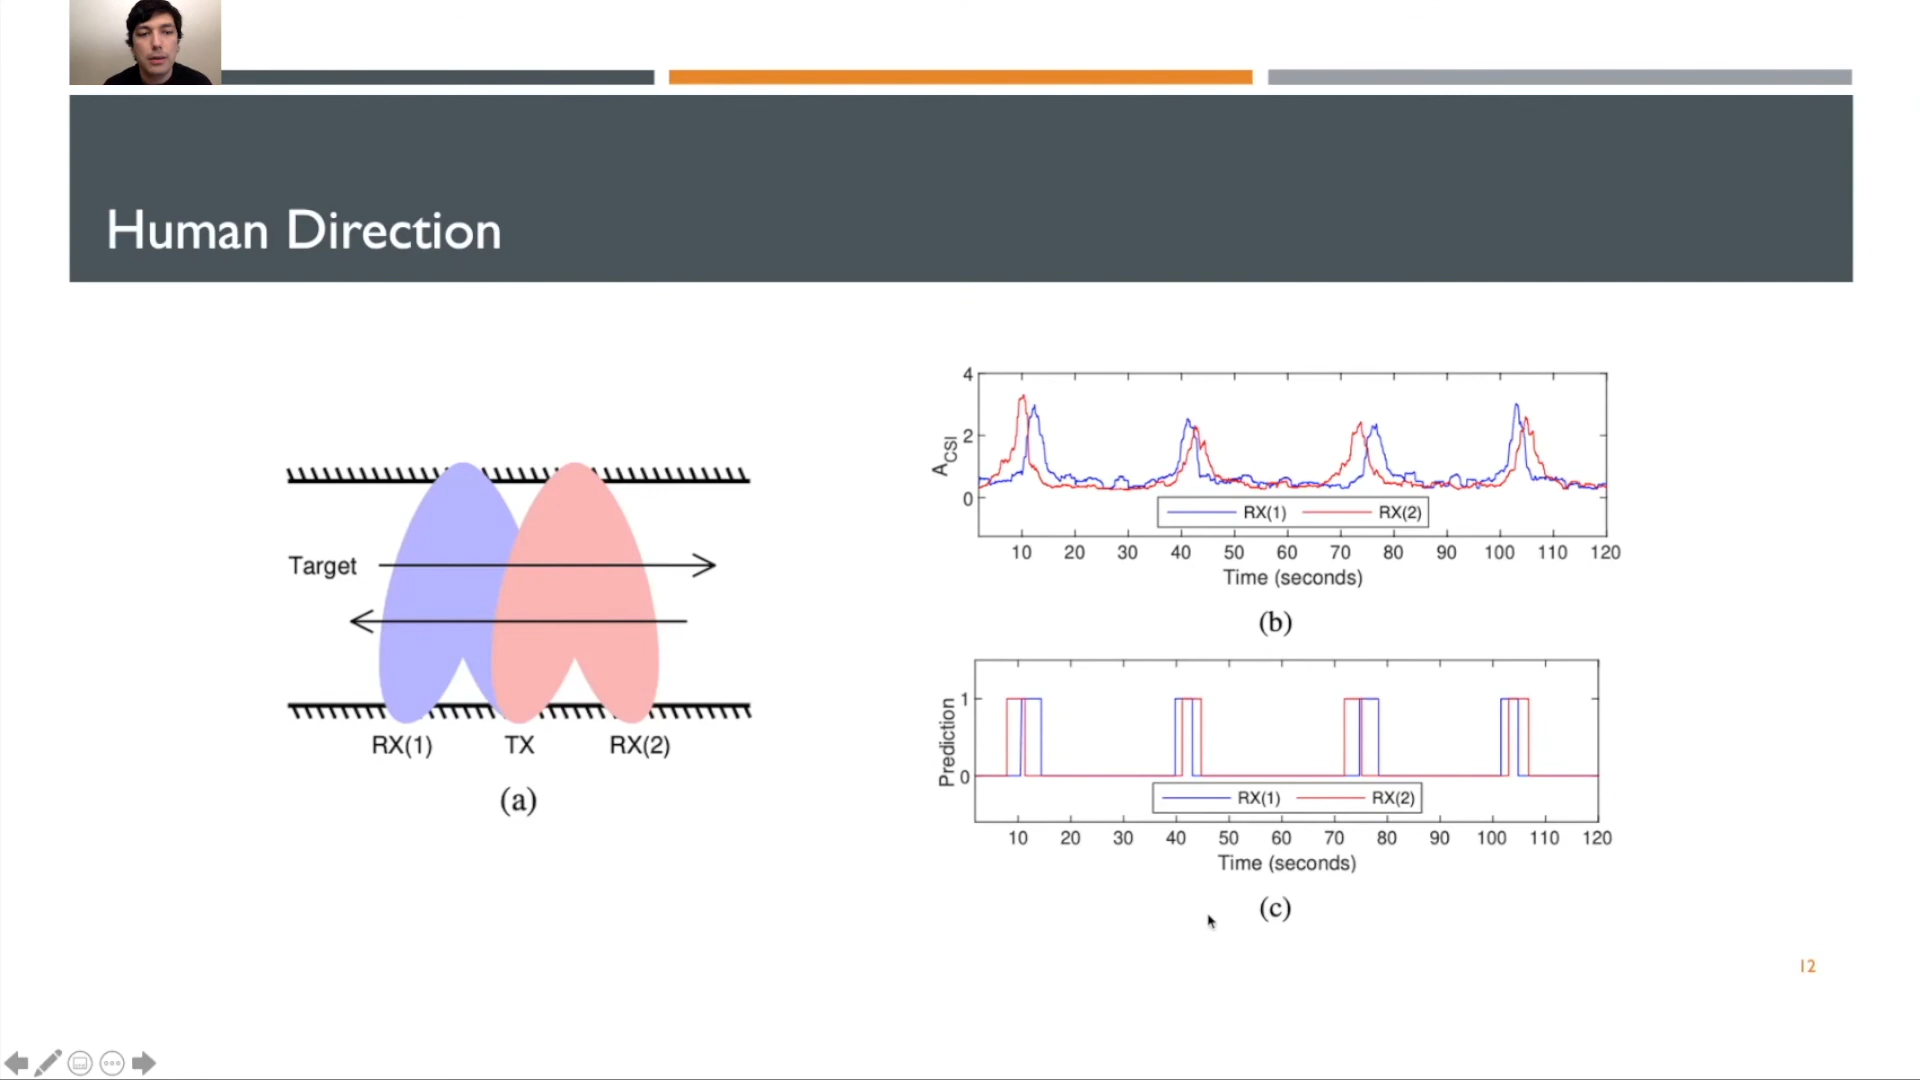 Human Direction
Target
RX(1) TX RX(2)
(a)
4
2
0
A_CSI
RX(1) RX(2)
10 20 30 40 50 60 70 80 90 100 110 120
Time (seconds)
(b)
1
0
Prediction
RX(1) RX(2)
10 20 30 40 50 60 70 80 90 100 110 120
Time (seconds)
(c)
12